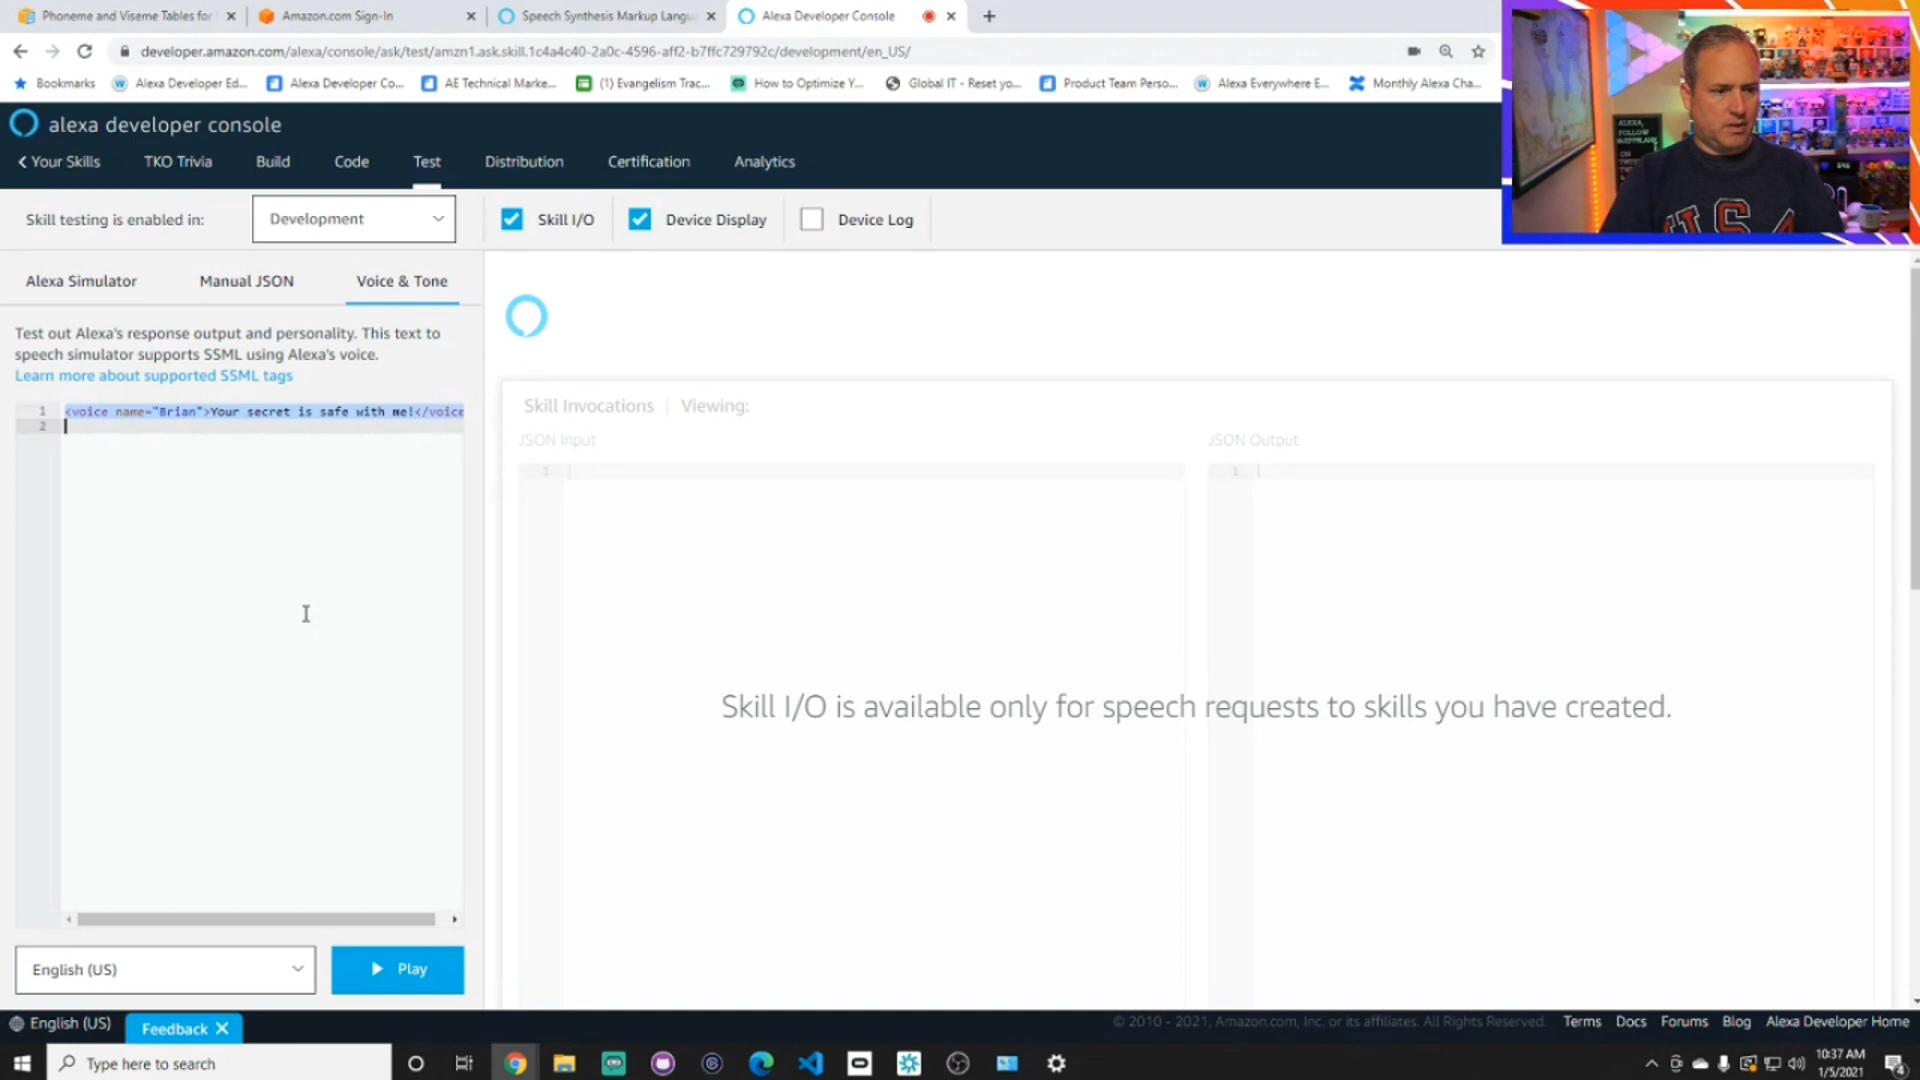 Phoneme and Viseme Tables for
Amazon.com Sign-In
Speech Synthesis Markup Langu
Alexa Developer Console
developer.amazon.com/alexa/console/ask/test/amzn1.ask.skill.1c4a4c40-2a0c-4596-aff2-b7ffc729792c/development/en_US/
Bookmarks
Alexa Developer Ed...
Alexa Developer Co...
AE Technical Marke...
(1) Evangelism Trac...
How to Optimize Y...
Global IT - Reset yo...
Product Team Perso...
Alexa Everywhere E...
Monthly Alexa Cha...
alexa developer console
Your Skills
TKO Trivia
Build
Code
Test
Distribution
Certification
Analytics
Skill testing is enabled in:
Development
Skill I/O
Device Display
Device Log
ALEXA,
FOLLOW
ON
USA
Alexa Simulator
Manual JSON
Voice & Tone
Test out Alexa's response output and personality. This text to
speech simulator supports SSML using Alexa's voice.
Learn more about supported SSML tags
1 <voice name="Brian">Your secret is safe with me!</voice
2
Skill Invocations | Viewing:
JSON Input
JSON Output
1
1
Skill I/O is available only for speech requests to skills you have created.
English (US)
Play
English (US)
Feedback
© 2010 - 2021, Amazon.com, Inc. or its affiliates. All Rights Reserved.
Terms
Docs
Forums
Blog
Alexa Developer Home
Type here to search
10:37 AM
1/5/2021
4